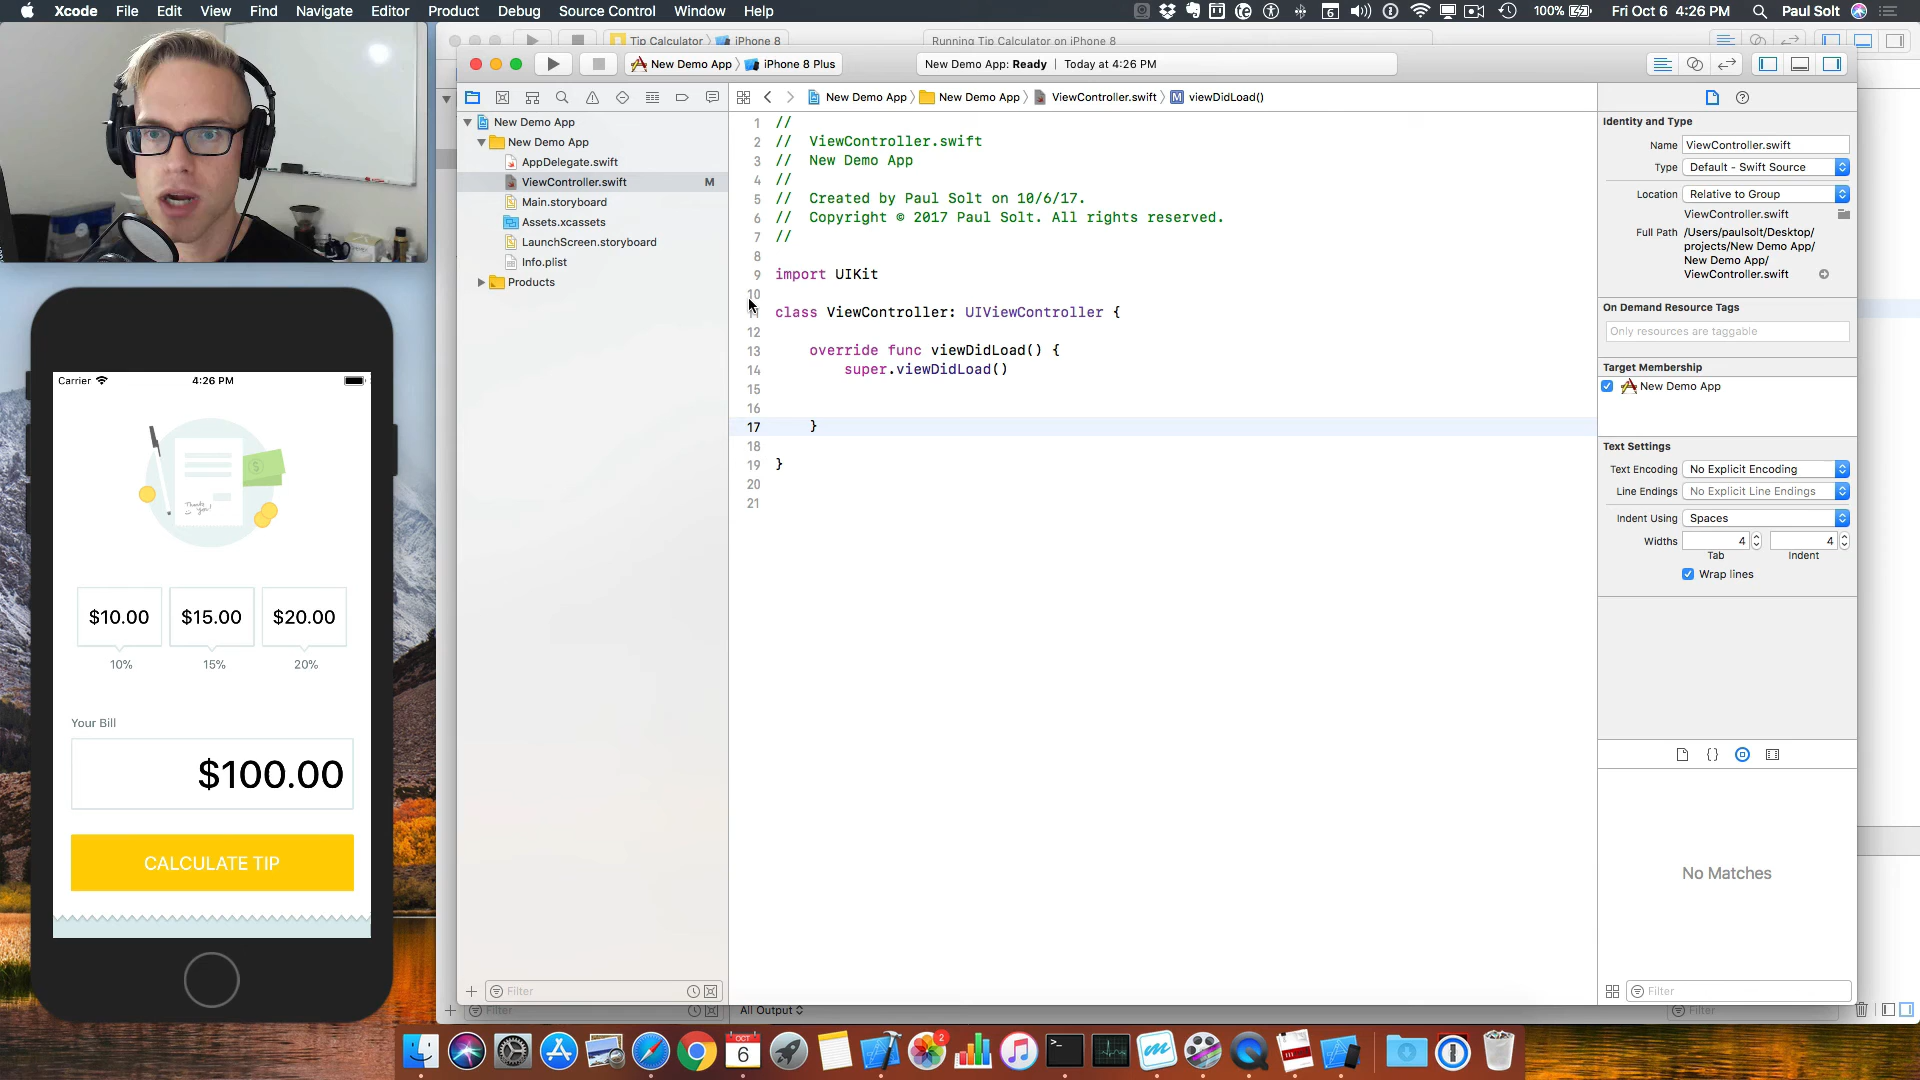 Xcode File Edit View Find Navigate Editor Product Debug Source Control Window Help
100% Fri Oct 6 4:26 PM Paul Solt
Tip Calculator iPhone 8
Running Tip Calculator on iPhone 8
New Demo App iPhone 8 Plus
New Demo App: Ready Today at 4:26 PM
New Demo App New Demo App ViewController.swift M viewDidLoad()
New Demo App
New Demo App
AppDelegate.swift
ViewController.swift M
Main.storyboard
Assets.xcassets
LaunchScreen.storyboard
Info.plist
Products
1 //
2 // ViewController.swift
3 // New Demo App
4 //
5 // Created by Paul Solt on 10/6/17.
6 // Copyright © 2017 Paul Solt. All rights reserved.
7 //
8
9 import UIKit
10
11 class ViewController: UIViewController {
12
13 override func viewDidLoad() {
14 super.viewDidLoad()
15
16
17 }
18
19 }
20
21
Identity and Type
Name ViewController.swift
Type Default - Swift Source
Location Relative to Group
ViewController.swift
Full Path /Users/paulsolt/Desktop/
projects/New Demo App/
New Demo App/
ViewController.swift
On Demand Resource Tags
Only resources are taggable
Target Membership
New Demo App
Text Settings
Text Encoding No Explicit Encoding
Line Endings No Explicit Line Endings
Indent Using Spaces
Widths 4 4
Tab Indent
Wrap lines
No Matches
Filter
Filter
Filter
All Output
Filter
Carrier 4:26 PM
Thank you!
$10.00 $15.00 $20.00
10% 15% 20%
Your Bill
$100.00
CALCULATE TIP
OCT
6
2